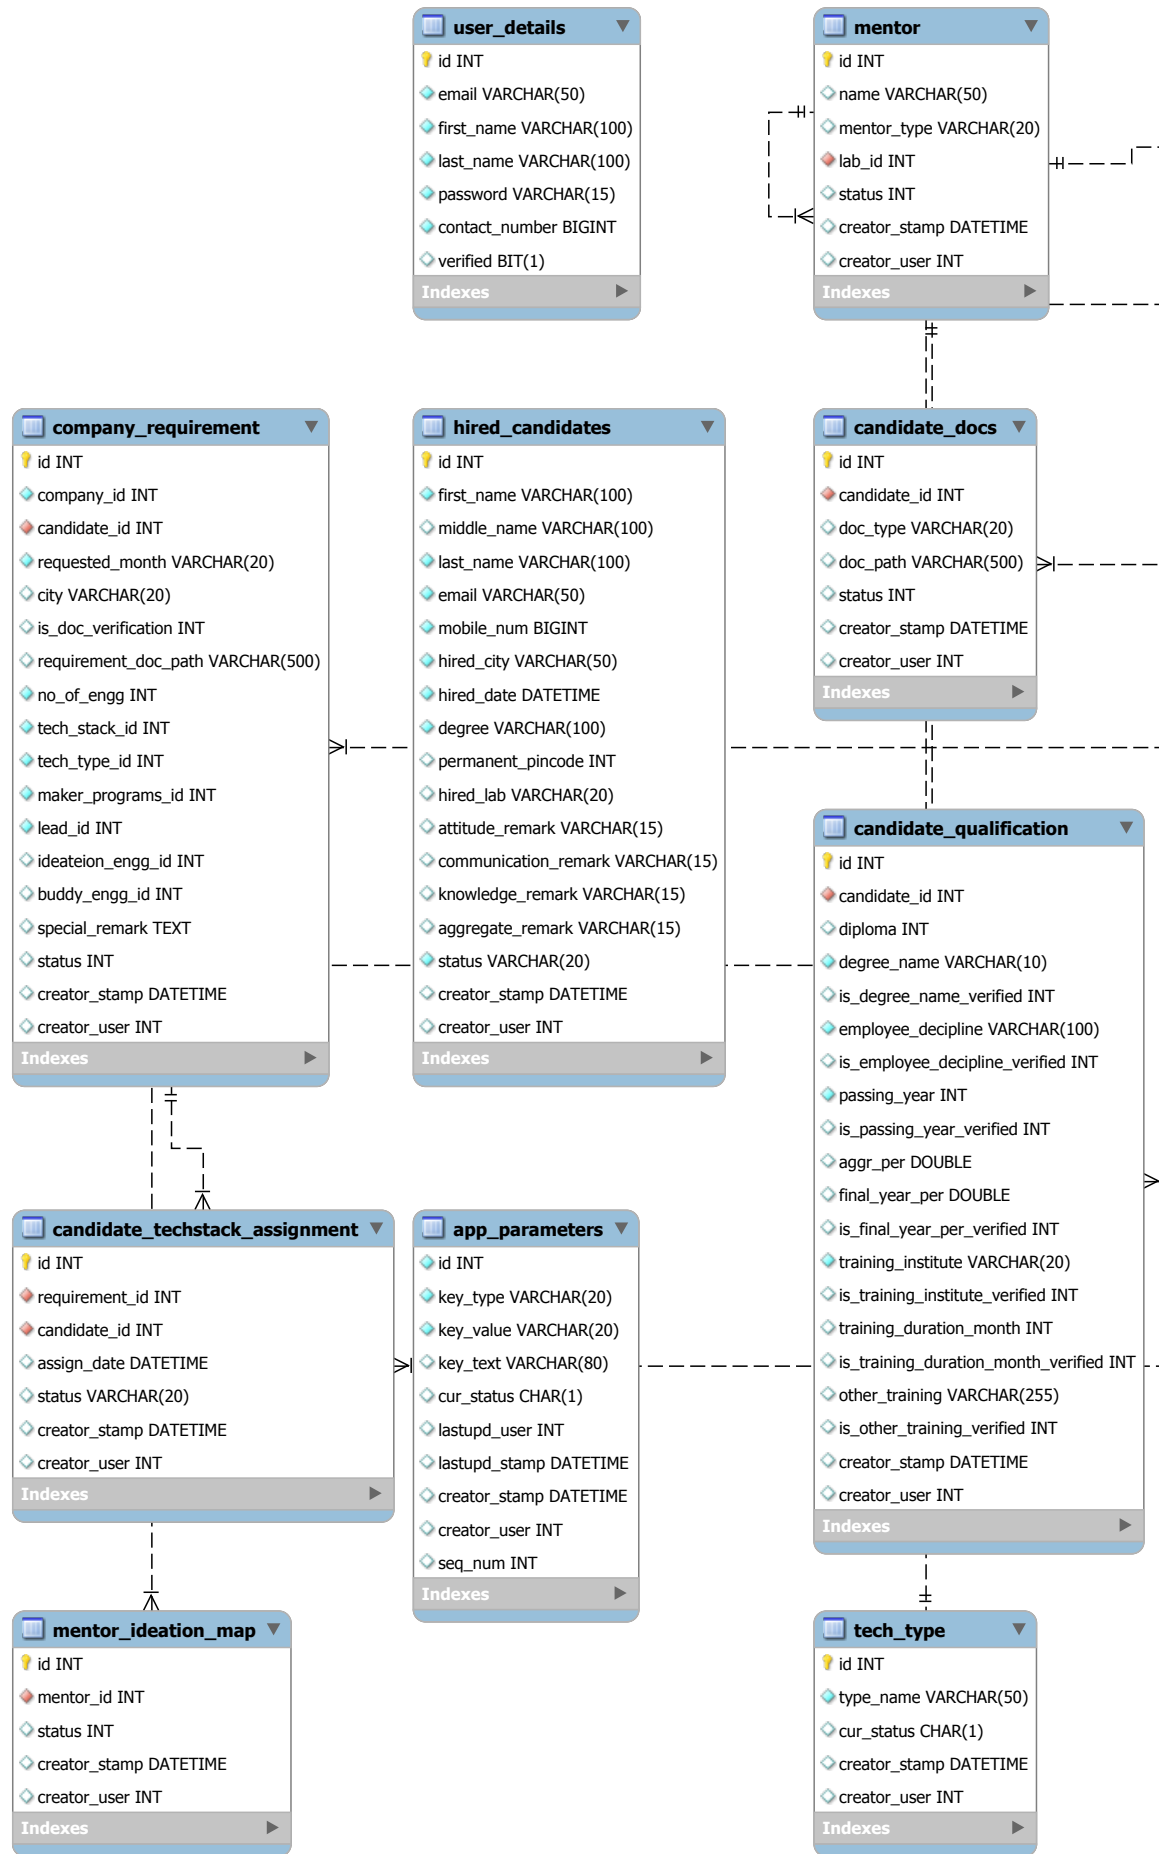 user_details
id INT
email VARCHAR(50)
first_name VARCHAR(100)
last_name VARCHAR(100)
password VARCHAR(15)
contact_number BIGINT
verified BIT(1)
Indexes
mentor
id INT
name VARCHAR(50)
mentor_type VARCHAR(20)
lab_id INT
status INT
creator_stamp DATETIME
creator_user INT
Indexes
company_requirement
id INT
company_id INT
candidate_id INT
requested_month VARCHAR(20)
city VARCHAR(20)
is_doc_verification INT
requirement_doc_path VARCHAR(500)
no_of_engg INT
tech_stack_id INT
tech_type_id INT
maker_programs_id INT
lead_id INT
ideateion_engg_id INT
buddy_engg_id INT
special_remark TEXT
status INT
creator_stamp DATETIME
creator_user INT
Indexes
hired_candidates
id INT
first_name VARCHAR(100)
middle_name VARCHAR(100)
last_name VARCHAR(100)
email VARCHAR(50)
mobile_num BIGINT
hired_city VARCHAR(50)
hired_date DATETIME
degree VARCHAR(100)
permanent_pincode INT
hired_lab VARCHAR(20)
attitude_remark VARCHAR(15)
communication_remark VARCHAR(15)
knowledge_remark VARCHAR(15)
aggregate_remark VARCHAR(15)
status VARCHAR(20)
creator_stamp DATETIME
creator_user INT
Indexes
candidate_docs
id INT
candidate_id INT
doc_type VARCHAR(20)
doc_path VARCHAR(500)
status INT
creator_stamp DATETIME
creator_user INT
Indexes
candidate_qualification
id INT
candidate_id INT
diploma INT
degree_name VARCHAR(10)
is_degree_name_verified INT
employee_decipline VARCHAR(100)
is_employee_decipline_verified INT
passing_year INT
is_passing_year_verified INT
aggr_per DOUBLE
final_year_per DOUBLE
is_final_year_per_verified INT
training_institute VARCHAR(20)
is_training_institute_verified INT
training_duration_month INT
is_training_duration_month_verified INT
other_training VARCHAR(255)
is_other_training_verified INT
creator_stamp DATETIME
creator_user INT
Indexes
candidate_techstack_assignment
id INT
requirement_id INT
candidate_id INT
assign_date DATETIME
status VARCHAR(20)
creator_stamp DATETIME
creator_user INT
Indexes
app_parameters
id INT
key_type VARCHAR(20)
key_value VARCHAR(20)
key_text VARCHAR(80)
cur_status CHAR(1)
lastupd_user INT
lastupd_stamp DATETIME
creator_stamp DATETIME
creator_user INT
seq_num INT
Indexes
mentor_ideation_map
id INT
mentor_id INT
status INT
creator_stamp DATETIME
creator_user INT
Indexes
tech_type
id INT
type_name VARCHAR(50)
cur_status CHAR(1)
creator_stamp DATETIME
creator_user INT
Indexes